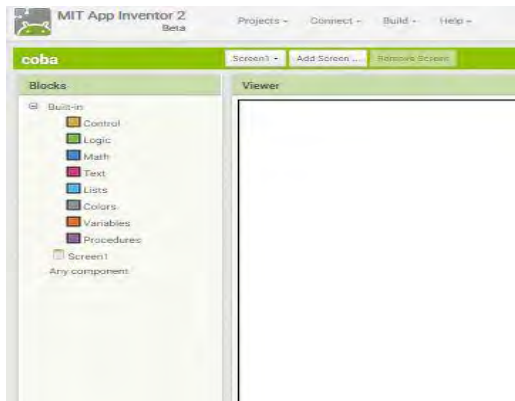 MIT App Inventor 2
Beta
Projects Connect Build Help
coba
Screen1 Add Screen ... Remove Screen
Blocks
Viewer
Built-in
Control
Logic
Math
Text
Lists
Colors
Variables
Procedures
Screen1
Any component